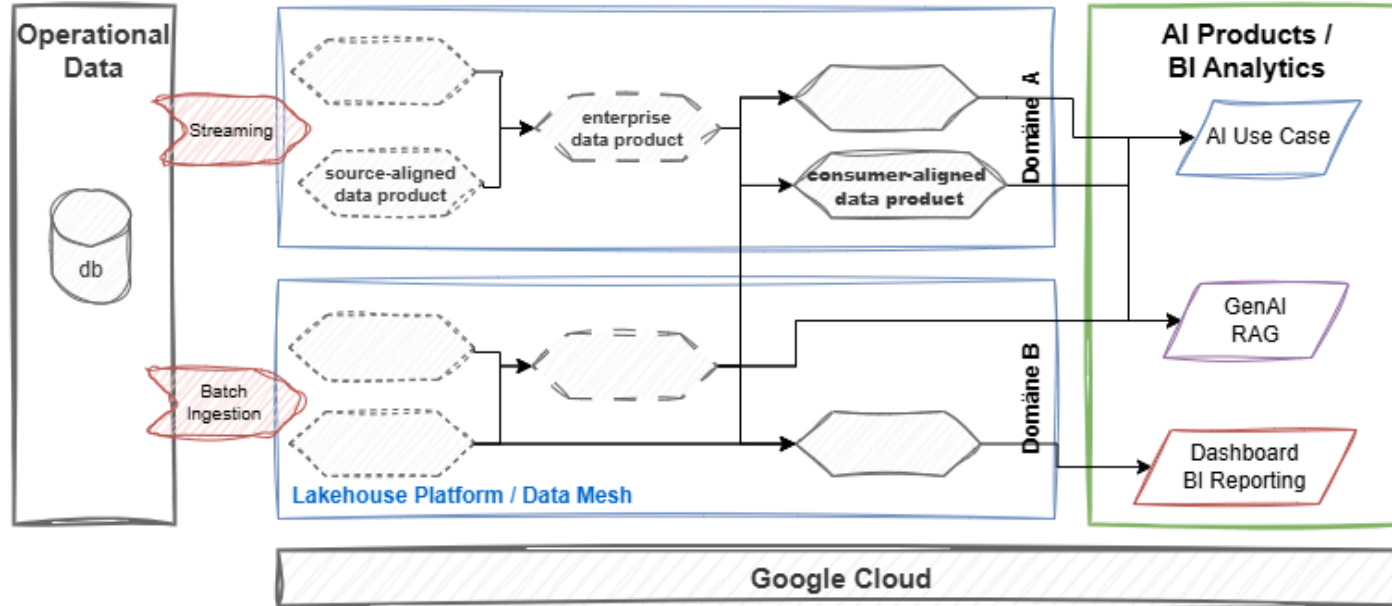 Operational
Data
AI Products /
BI Analytics
Streaming
enterprise
data product
source-aligned
data product
consumer-aligned
data product
Domäne A
AI Use Case
db
GenAI
RAG
Batch
Ingestion
Domäne B
Dashboard
BI Reporting
Lakehouse Platform / Data Mesh
Google Cloud